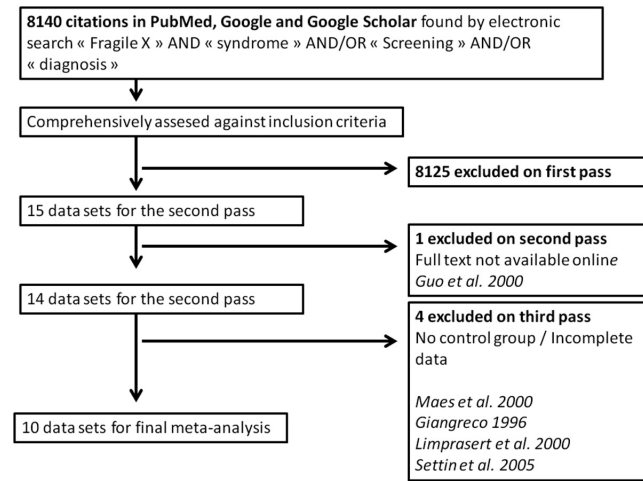 8140 citations in PubMed, Google and Google Scholar found by electronic
search « Fragile X » AND « syndrome » AND/OR « Screening » AND/OR
« diagnosis »
Comprehensively assesed against inclusion criteria
8125 excluded on first pass
15 data sets for the second pass
1 excluded on second pass
Full text not available online
Guo et al. 2000
14 data sets for the second pass
4 excluded on third pass
No control group / Incomplete
data
Maes et al. 2000
Giangreco 1996
Limprasert et al. 2000
Settin et al. 2005
10 data sets for final meta-analysis